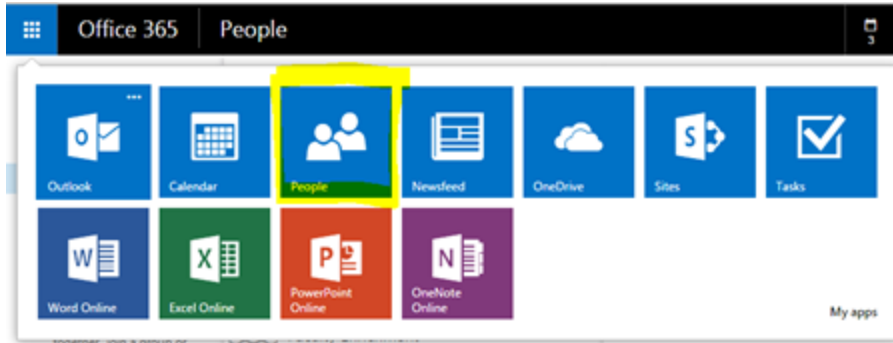 Office 365 People
3
Outlook Calendar People Newsfeed OneDrive Sites Tasks
Word Online Excel Online PowerPoint Online OneNote Online
My apps